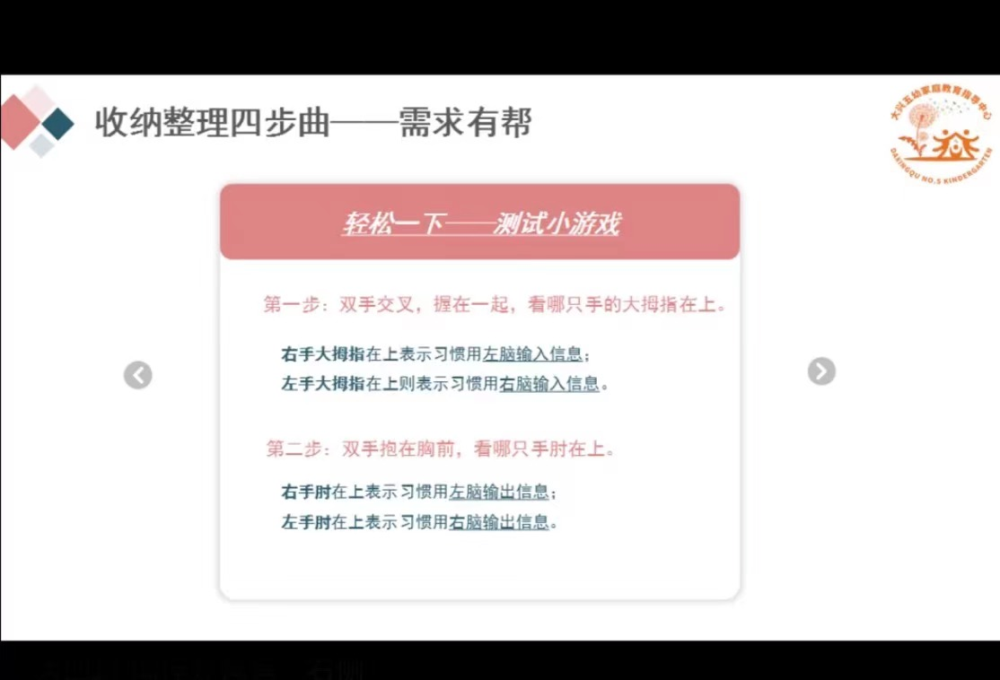 收纳整理四步曲——需求有帮
大兴五幼家庭教育指导中心
DAXINGQU NO.5 KINDERGARTEN
轻松一下——测试小游戏
第一步：双手交叉，握在一起，看哪只手的大拇指在上。
右手大拇指在上表示习惯用左脑输入信息；
左手大拇指在上则表示习惯用右脑输入信息。
第二步：双手抱在胸前，看哪只手肘在上。
右手肘在上表示习惯用左脑输出信息；
左手肘在上表示习惯用右脑输出信息。